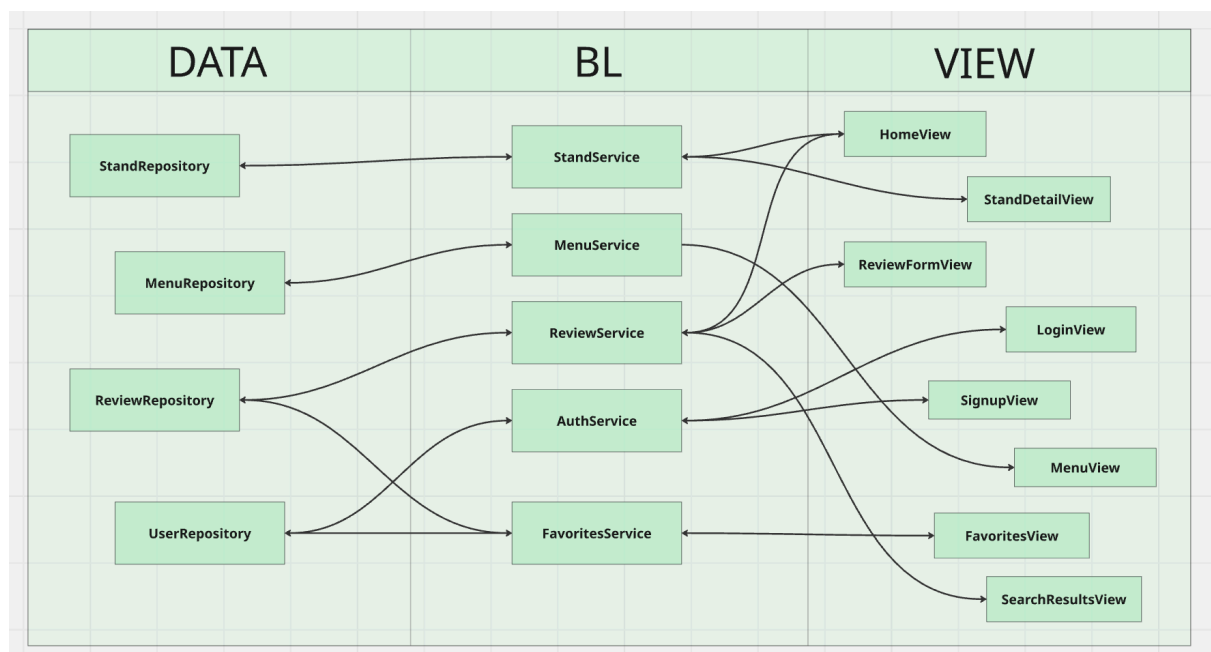 DATA
BL
VIEW
StandRepository
MenuRepository
ReviewRepository
UserRepository
StandService
MenuService
ReviewService
AuthService
FavoritesService
HomeView
StandDetailView
ReviewFormView
LoginView
SignupView
MenuView
FavoritesView
SearchResultsView